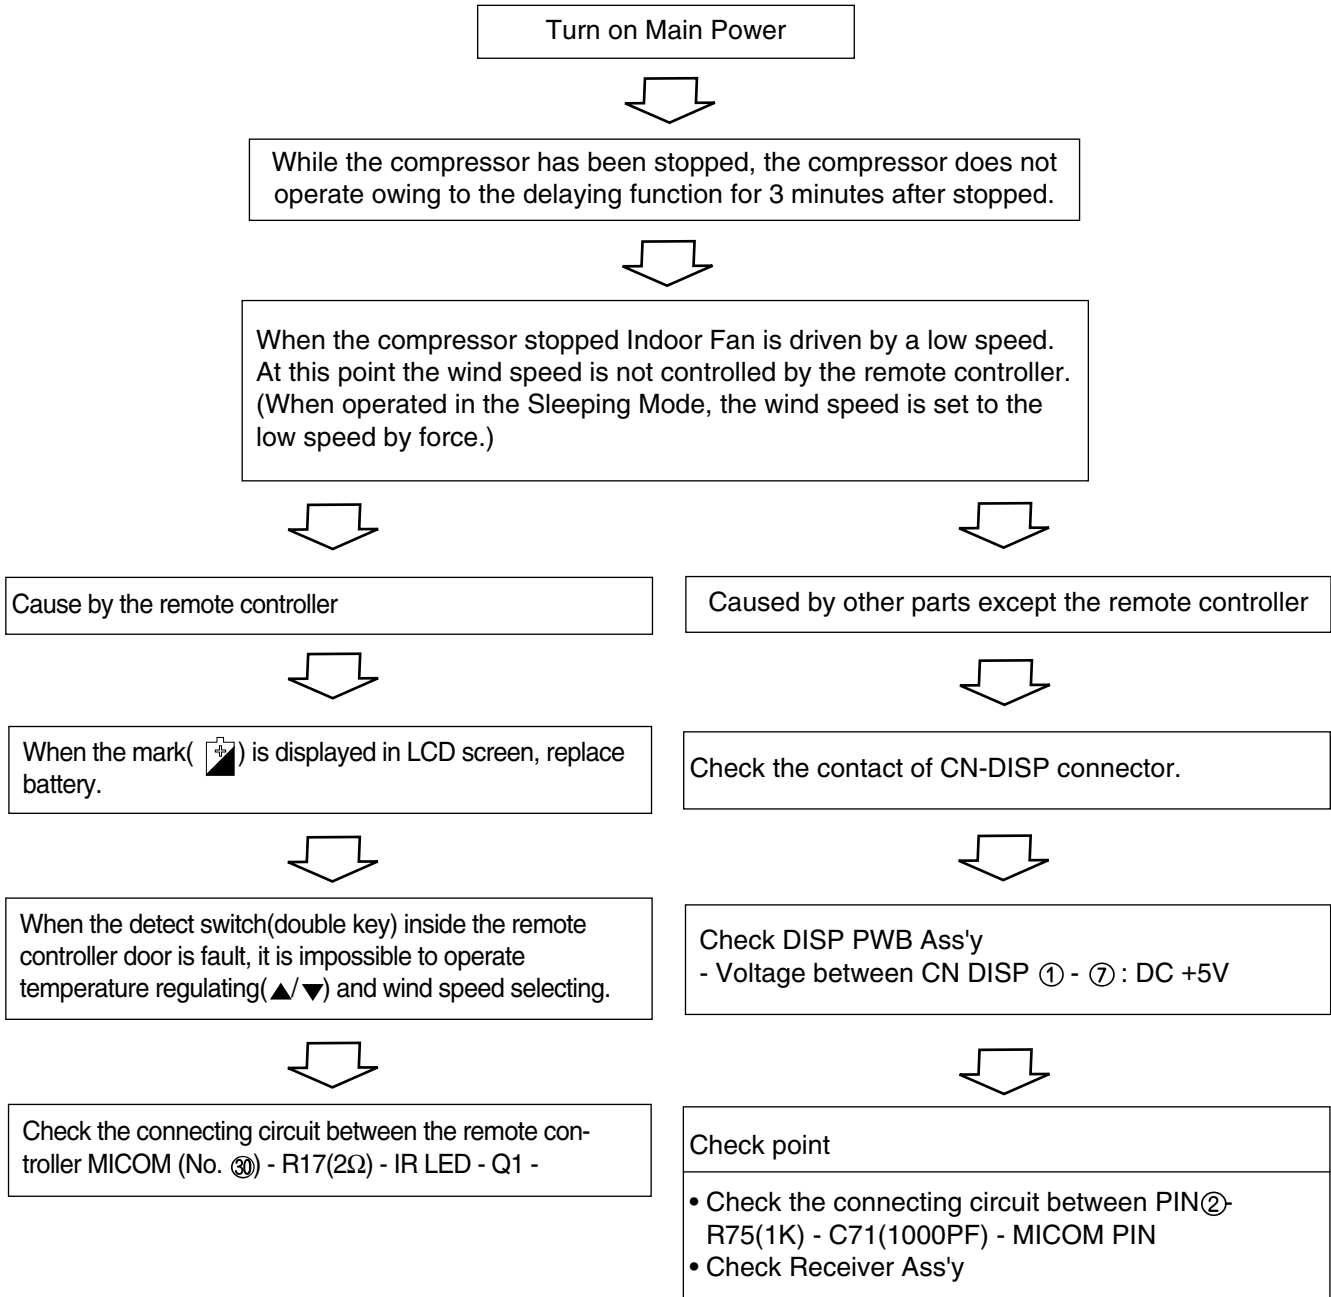 Turn on Main Power
While the compressor has been stopped, the compressor does not
operate owing to the delaying function for 3 minutes after stopped.
When the compressor stopped Indoor Fan is driven by a low speed.
At this point the wind speed is not controlled by the remote controller.
(When operated in the Sleeping Mode, the wind speed is set to the
low speed by force.)
Cause by the remote controller
When the mark( ) is displayed in LCD screen, replace
battery.
When the detect switch(double key) inside the remote
controller door is fault, it is impossible to operate
temperature regulating(▲/▼) and wind speed selecting.
Check the connecting circuit between the remote con-
troller MICOM (No. ㉚) - R17(2Ω) - IR LED - Q1 -
Caused by other parts except the remote controller
Check the contact of CN-DISP connector.
Check DISP PWB Ass'y
- Voltage between CN DISP ① - ⑦ : DC +5V
Check point
• Check the connecting circuit between PIN②-
R75(1K) - C71(1000PF) - MICOM PIN
• Check Receiver Ass'y